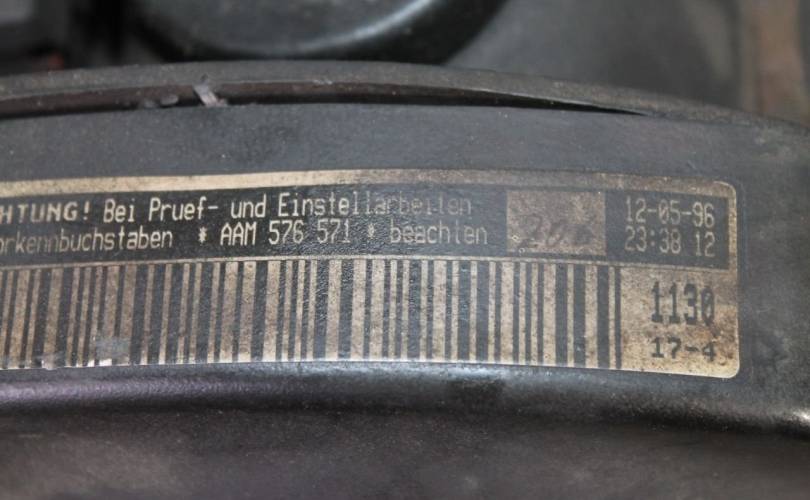 HTUNG! Bei Pruef- und Einstellarbeiten
orkennbuchstaben * AAM 576 571 * beachten
12-05-96
23:38 12
1130
17-4